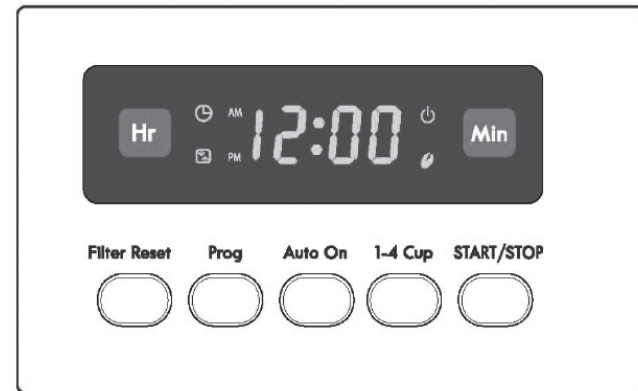 Hr AM PM 12:00 Min
Filter Reset Prog Auto On 1-4 Cup START/STOP